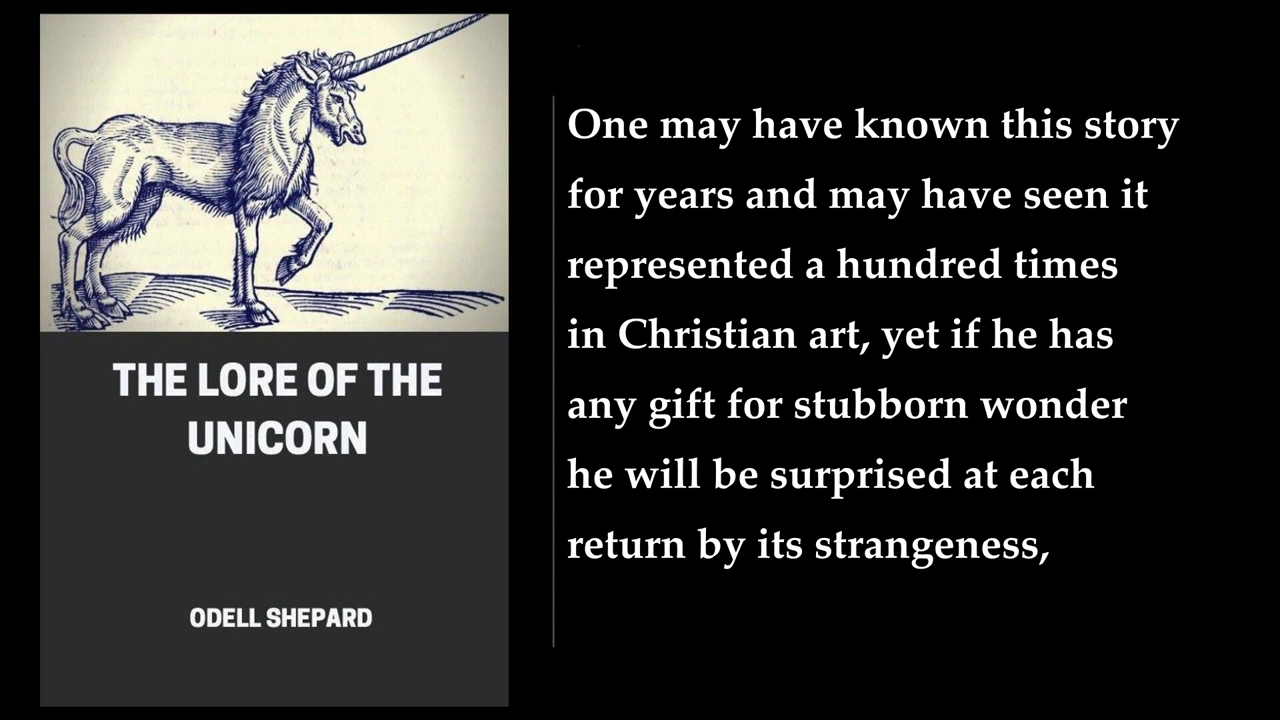 THE LORE OF THE
UNICORN
ODELL SHEPARD
One may have known this story
for years and may have seen it
represented a hundred times
in Christian art, yet if he has
any gift for stubborn wonder
he will be surprised at each
return by its strangeness,